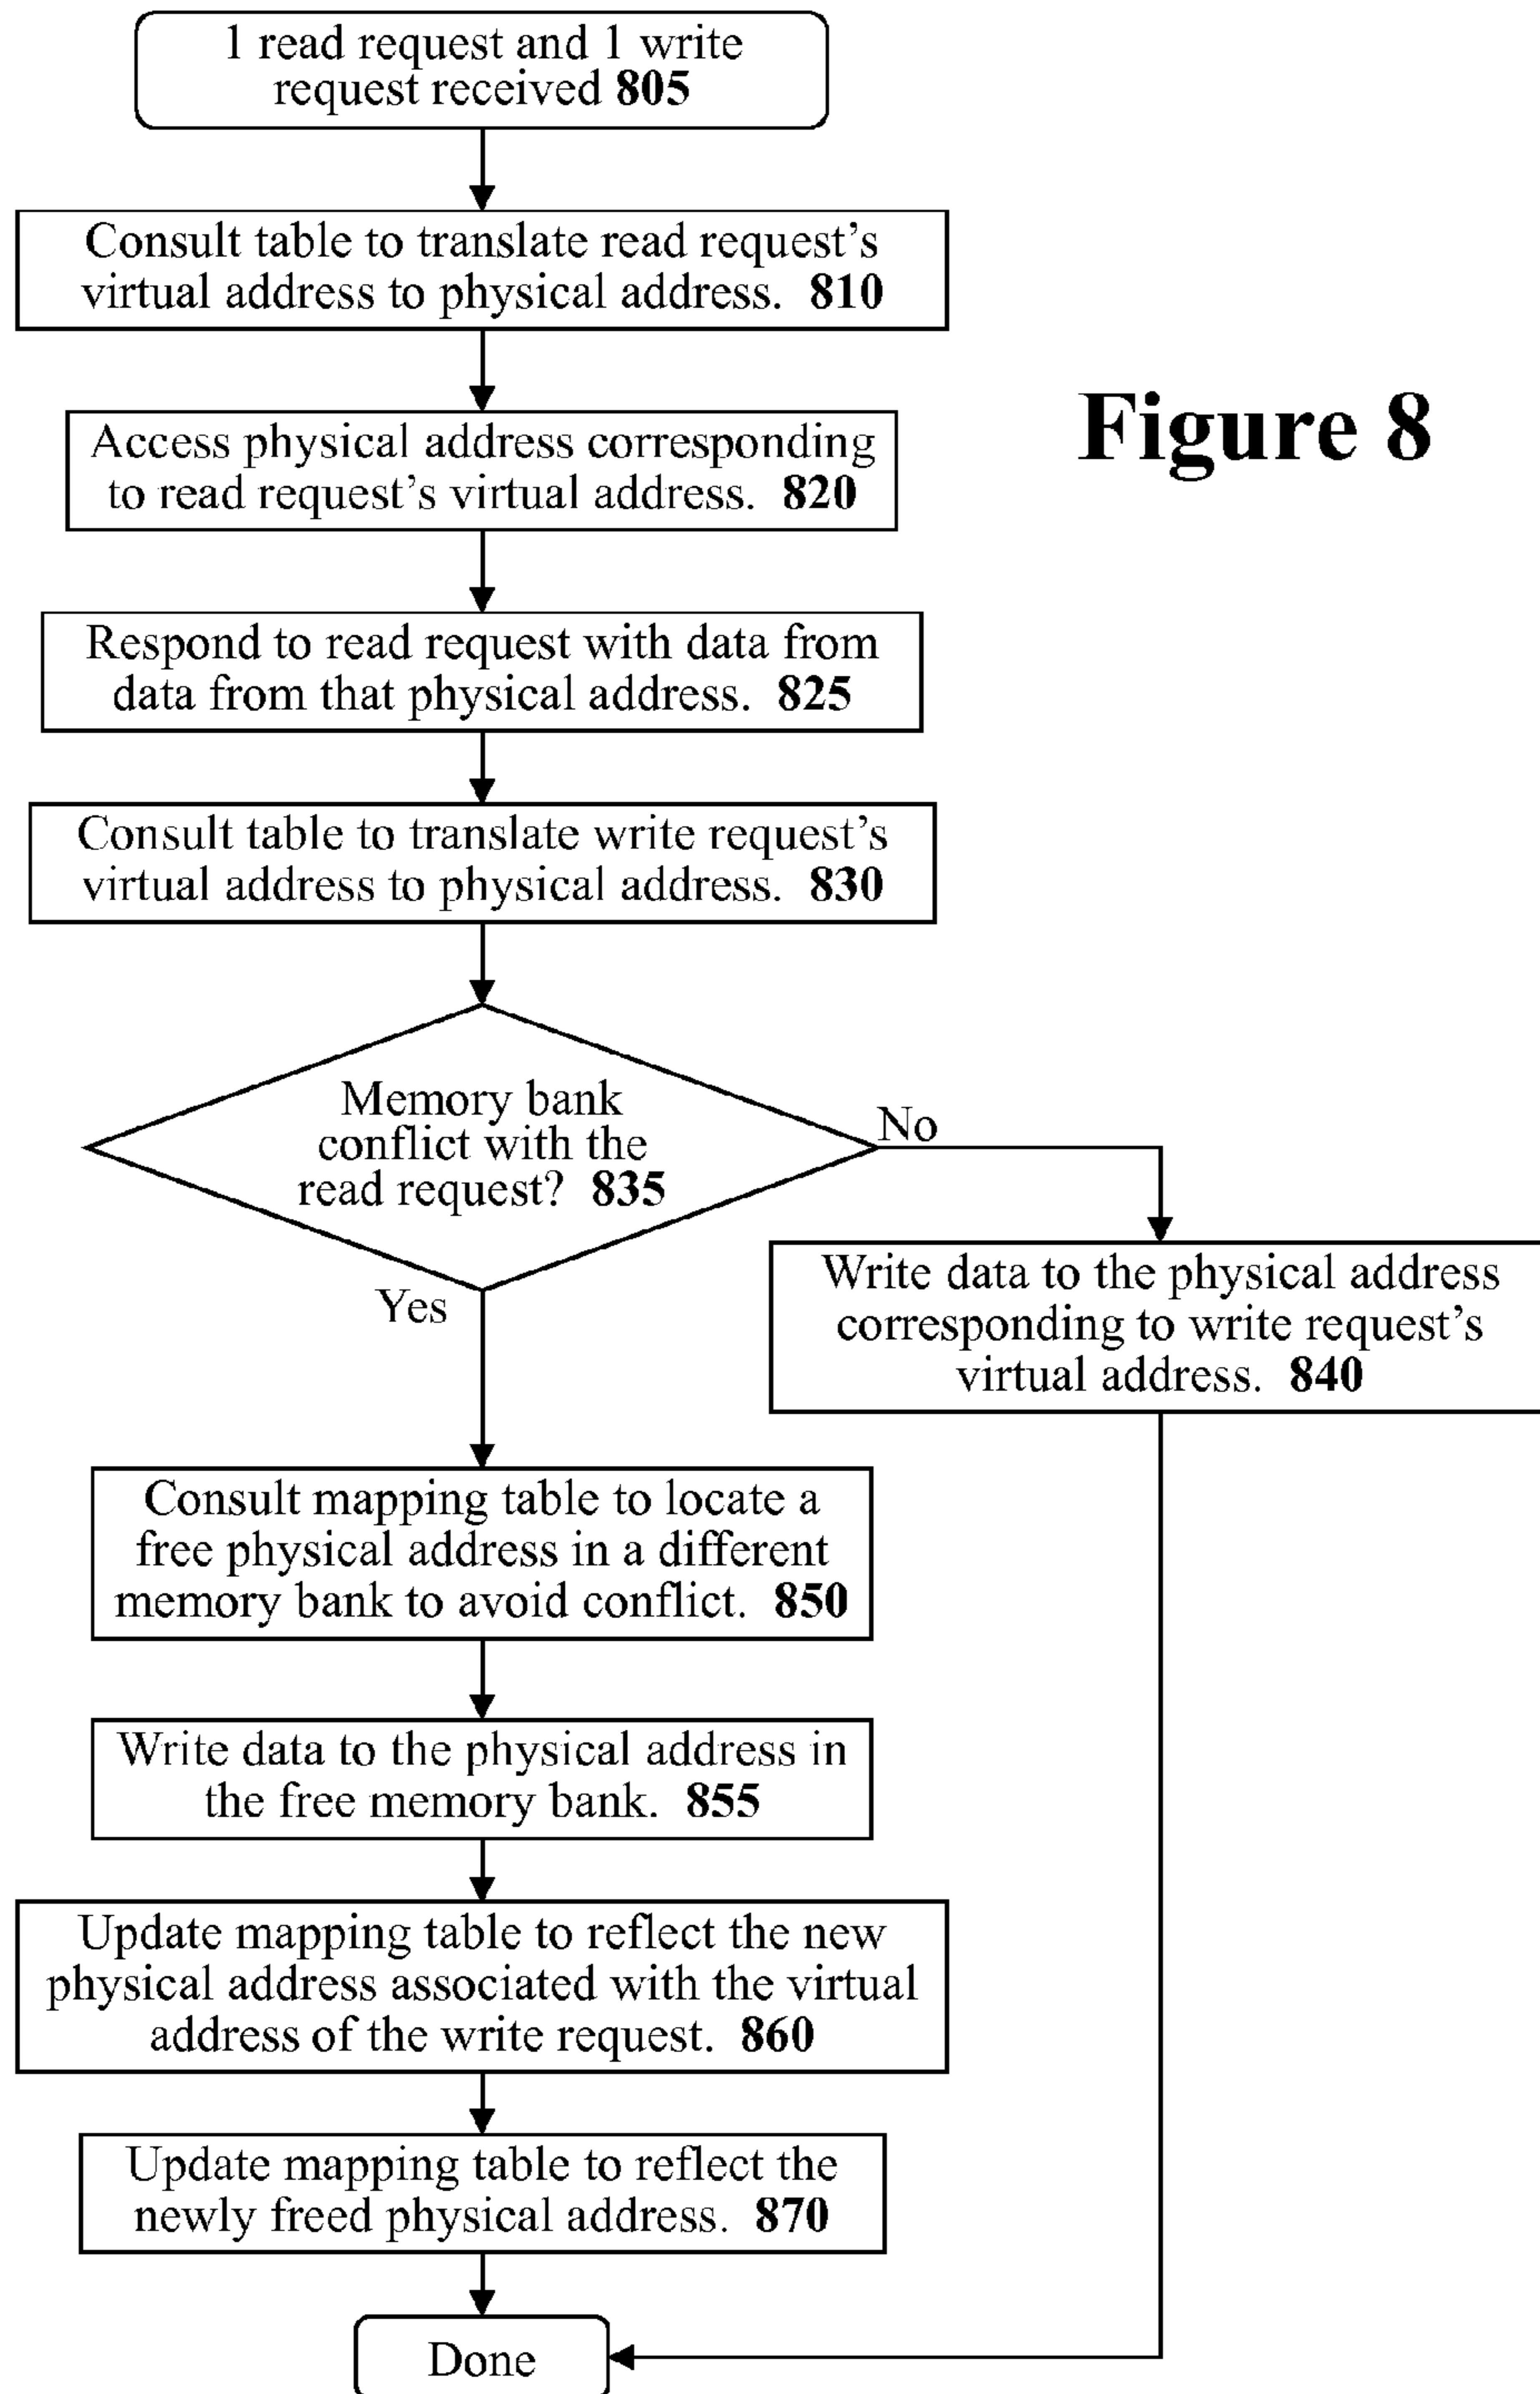 1 read request and 1 write
request received 805
Consult table to translate read request's
virtual address to physical address. 810
Figure 8
Access physical address corresponding
to read request's virtual address. 820
Respond to read request with data from
data from that physical address. 825
Consult table to translate write request's
virtual address to physical address. 830
Memory bank
conflict with the
read request? 835
No
Yes
Write data to the physical address
corresponding to write request's
virtual address. 840
Consult mapping table to locate a
free physical address in a different
memory bank to avoid conflict. 850
Write data to the physical address in
the free memory bank. 855
Update mapping table to reflect the new
physical address associated with the virtual
address of the write request. 860
Update mapping table to reflect the
newly freed physical address. 870
Done